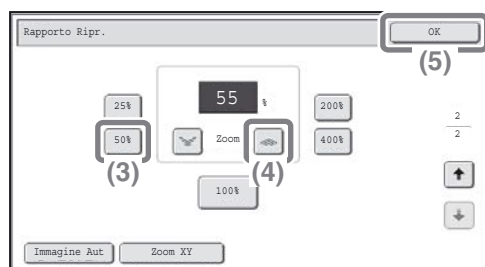 Rapporto Ripr.
OK
(5)
55 %
25%
200%
2
2
50%
Zoom
400%
(3)
(4)
100%
Immagine Aut
Zoom XY